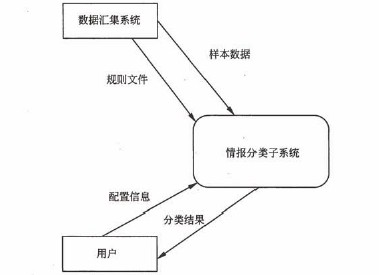 数据汇集系统
样本数据
规则文件
情报分类子系统
配置信息
分类结果
用户